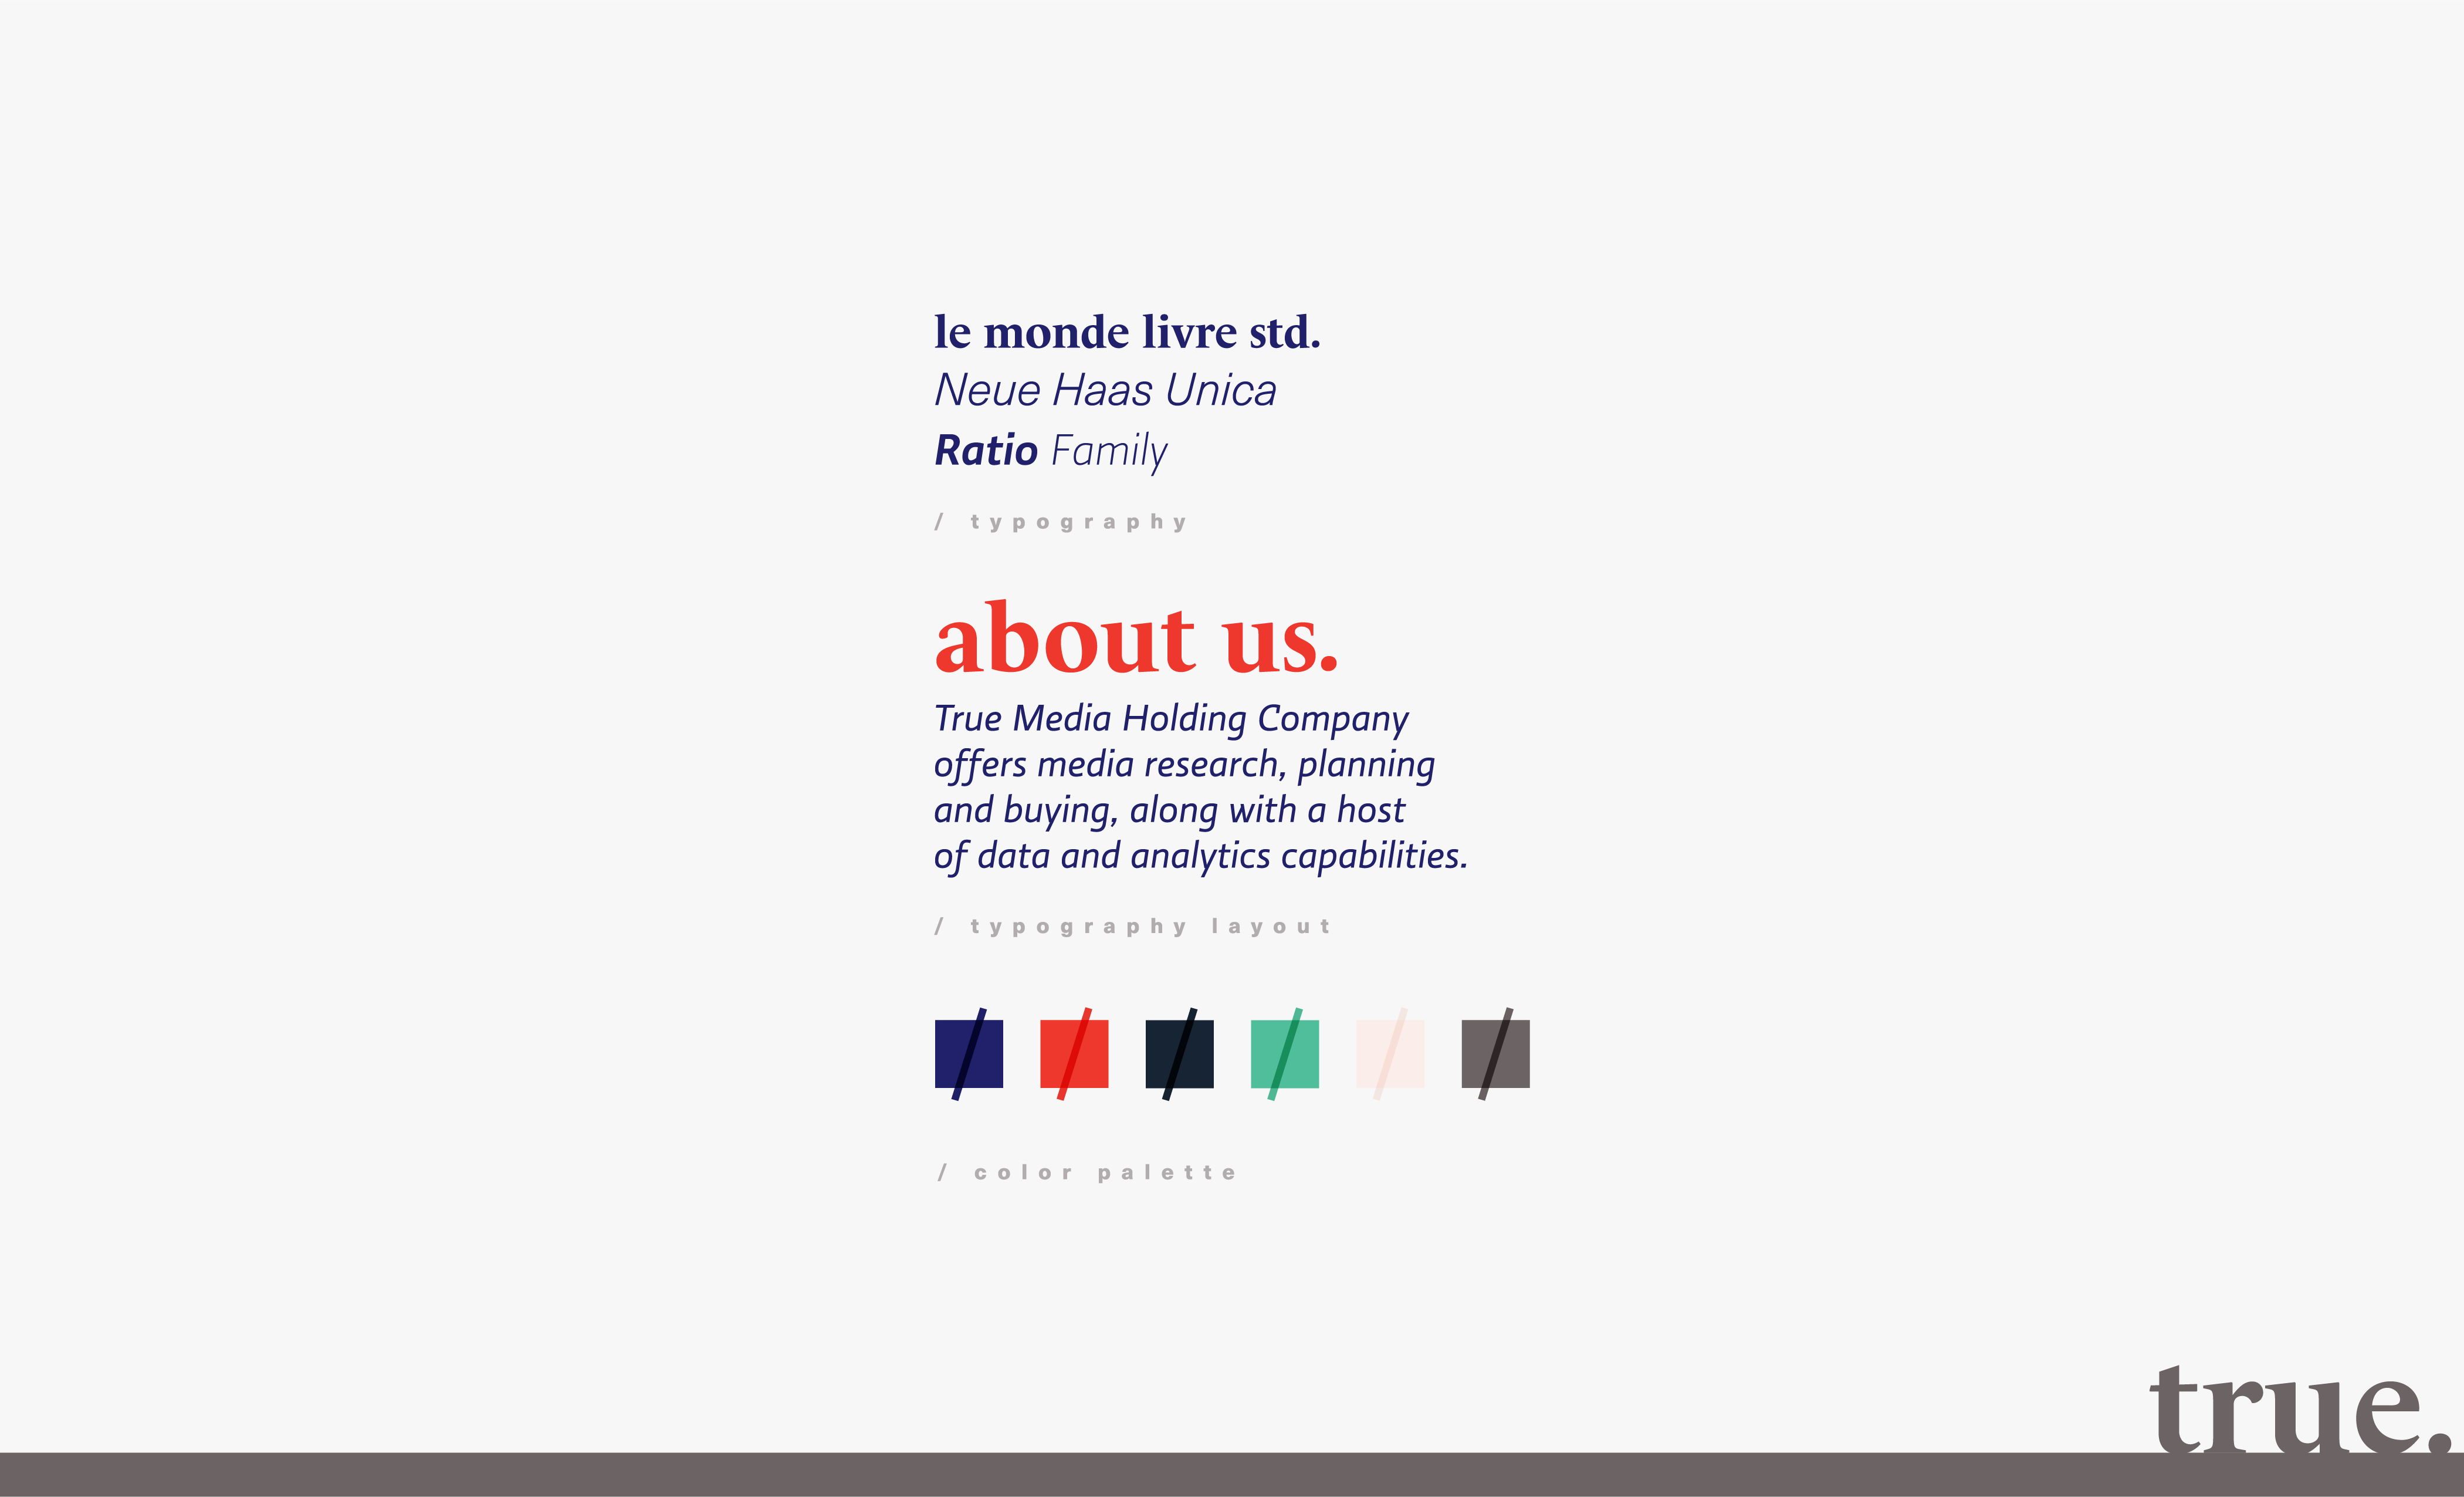 le monde livre std.
Neue Haas Unica
Ratio Family
/ typography
about us.
True Media Holding Company
offers media research, planning
and buying, along with a host
of data and analytics capabilities.
/ typography layout
/ color palette
true.